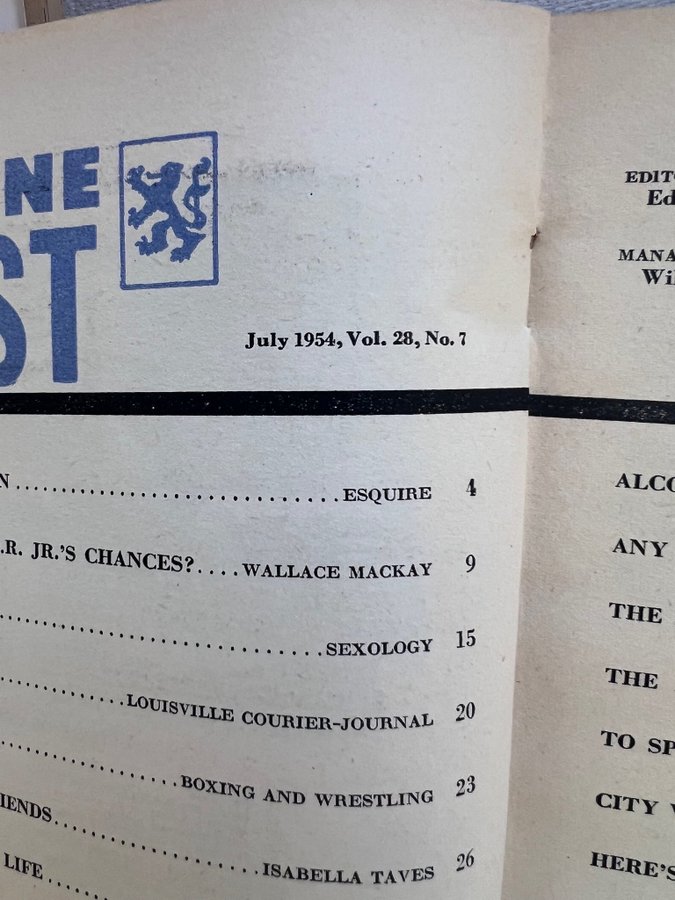 NE
ST
July 1954, Vol. 28, No. 7
N................................ESQUIRE 4
.R. JR.'S CHANCES?....WALLACE MACKAY 9
................................SEXOLOGY 15
............LOUISVILLE COURIER-JOURNAL 20
..................BOXING AND WRESTLING 23
IENDS.....................ISABELLA TAVES 26
LIFE........
EDITO
Ed
MANA
Wil
ALCO
ANY
THE
THE
TO SP
CITY
HERE'S